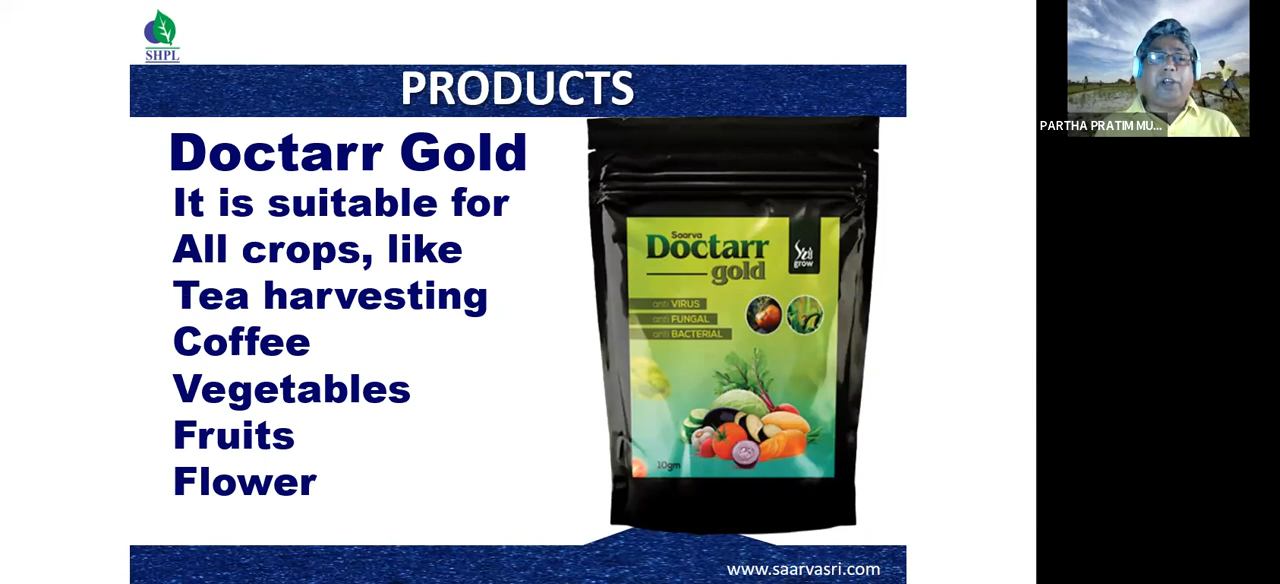 SHPL
PRODUCTS
Doctarr Gold
It is suitable for
All crops, like
Tea harvesting
Coffee
Vegetables
Fruits
Flower
Saarva
Doctarr
gold
grow
anti VIRUS
anti FUNGAL
anti BACTERIAL
10gm
www.saarvasri.com
PARTHA PRATIM MU...